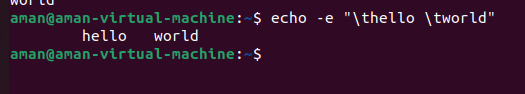 world
aman@aman-virtual-machine:~$ echo -e "\thello \tworld"
        hello   world
aman@aman-virtual-machine:~$